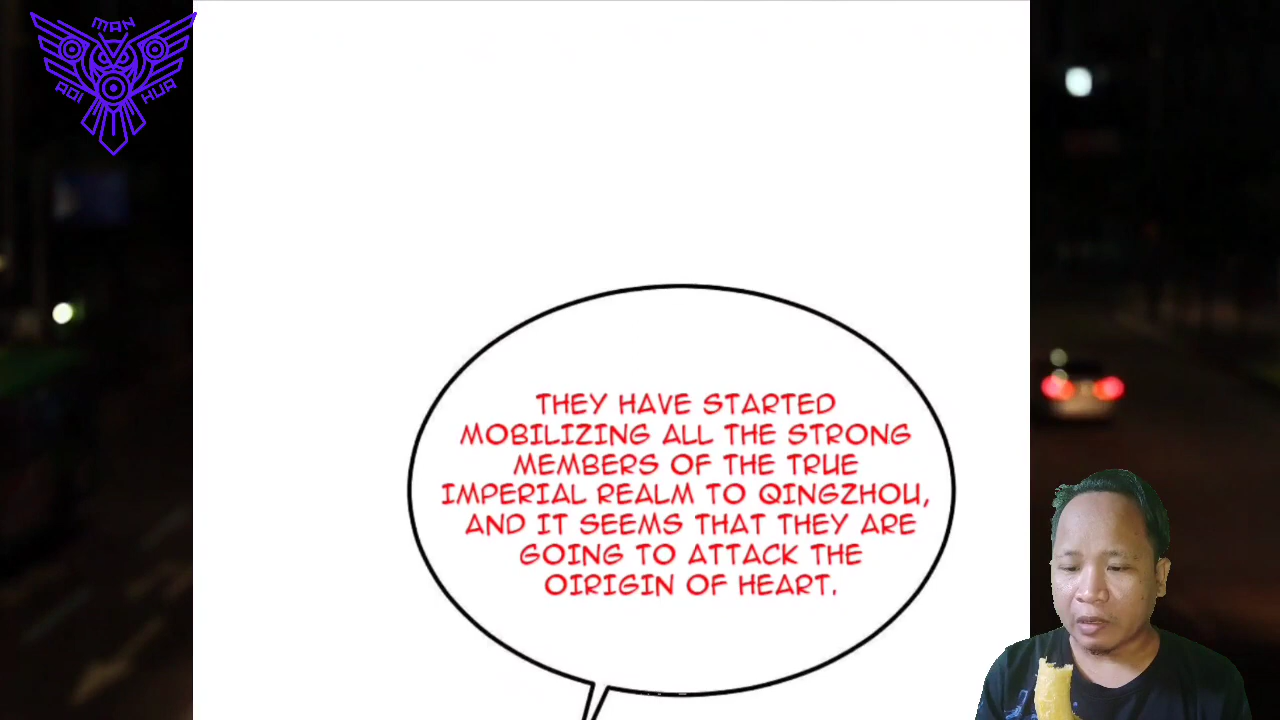 MAN
ADI
HUA
THEY HAVE STARTED
MOBILIZING ALL THE STRONG
MEMBERS OF THE TRUE
IMPERIAL REALM TO QINGZHOU,
AND IT SEEMS THAT THEY ARE
GOING TO ATTACK THE
OIRIGIN OF HEART.